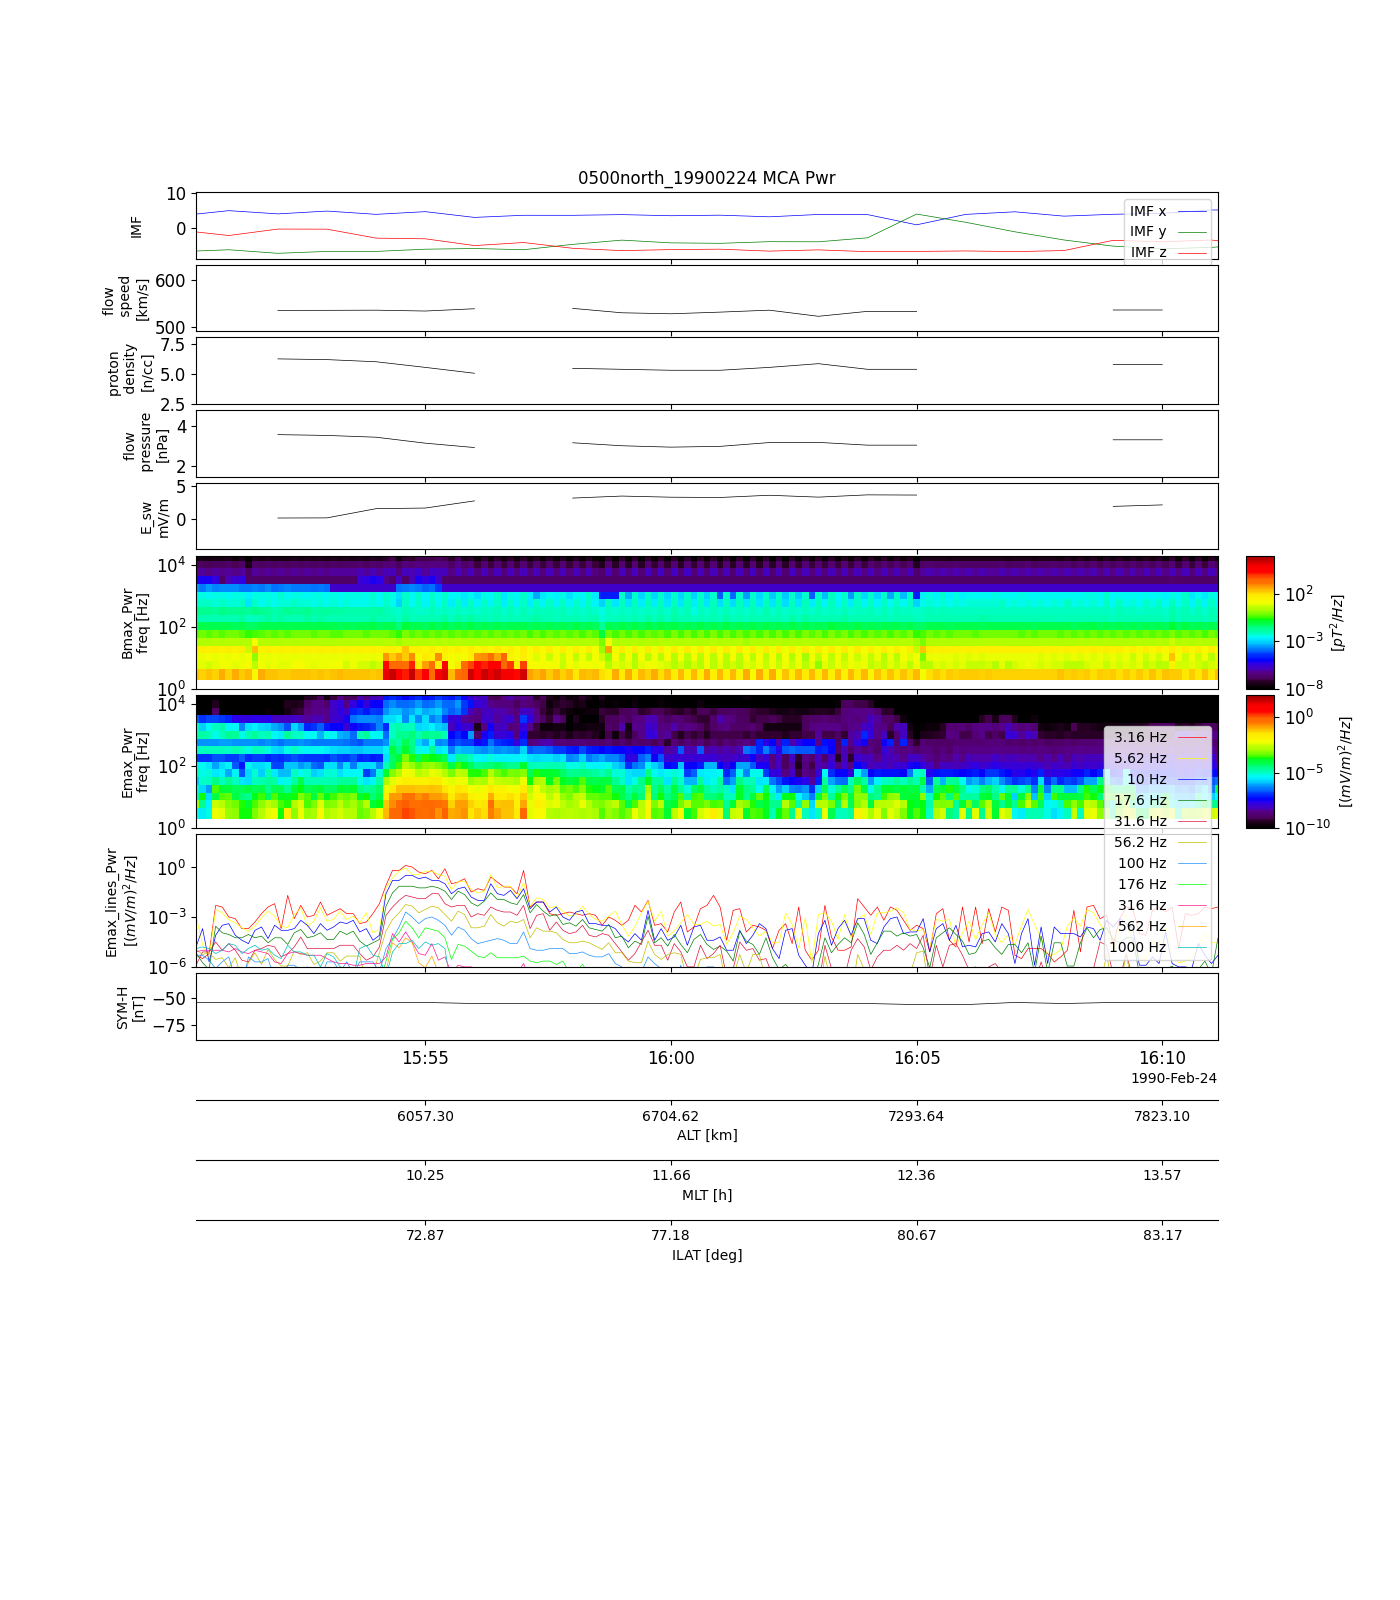 0500north_19900224 MCA Pwr
10
0
IMF
IMF x
IMF y
IMF z
600
500
flow
speed
[km/s]
7.5
5.0
2.5
proton
density
[n/cc]
4
2
flow
pressure
[nPa]
5
0
E_sw
mV/m
10^4
10^2
10^0
Bmax_Pwr
freq [Hz]
10^2
10^-3
10^-8
[pT^2/Hz]
10^4
10^2
10^0
Emax_Pwr
freq [Hz]
10^0
10^-5
10^-10
[(mV/m)^2/Hz]
3.16 Hz
5.62 Hz
10 Hz
17.6 Hz
31.6 Hz
56.2 Hz
100 Hz
176 Hz
316 Hz
562 Hz
1000 Hz
10^0
10^-3
10^-6
Emax_lines_Pwr
[(mV/m)^2/Hz]
−50
−75
SYM-H
[nT]
15:55 16:00 16:05 16:10
1990-Feb-24
6057.30 6704.62 7293.64 7823.10
ALT [km]
10.25 11.66 12.36 13.57
MLT [h]
72.87 77.18 80.67 83.17
ILAT [deg]